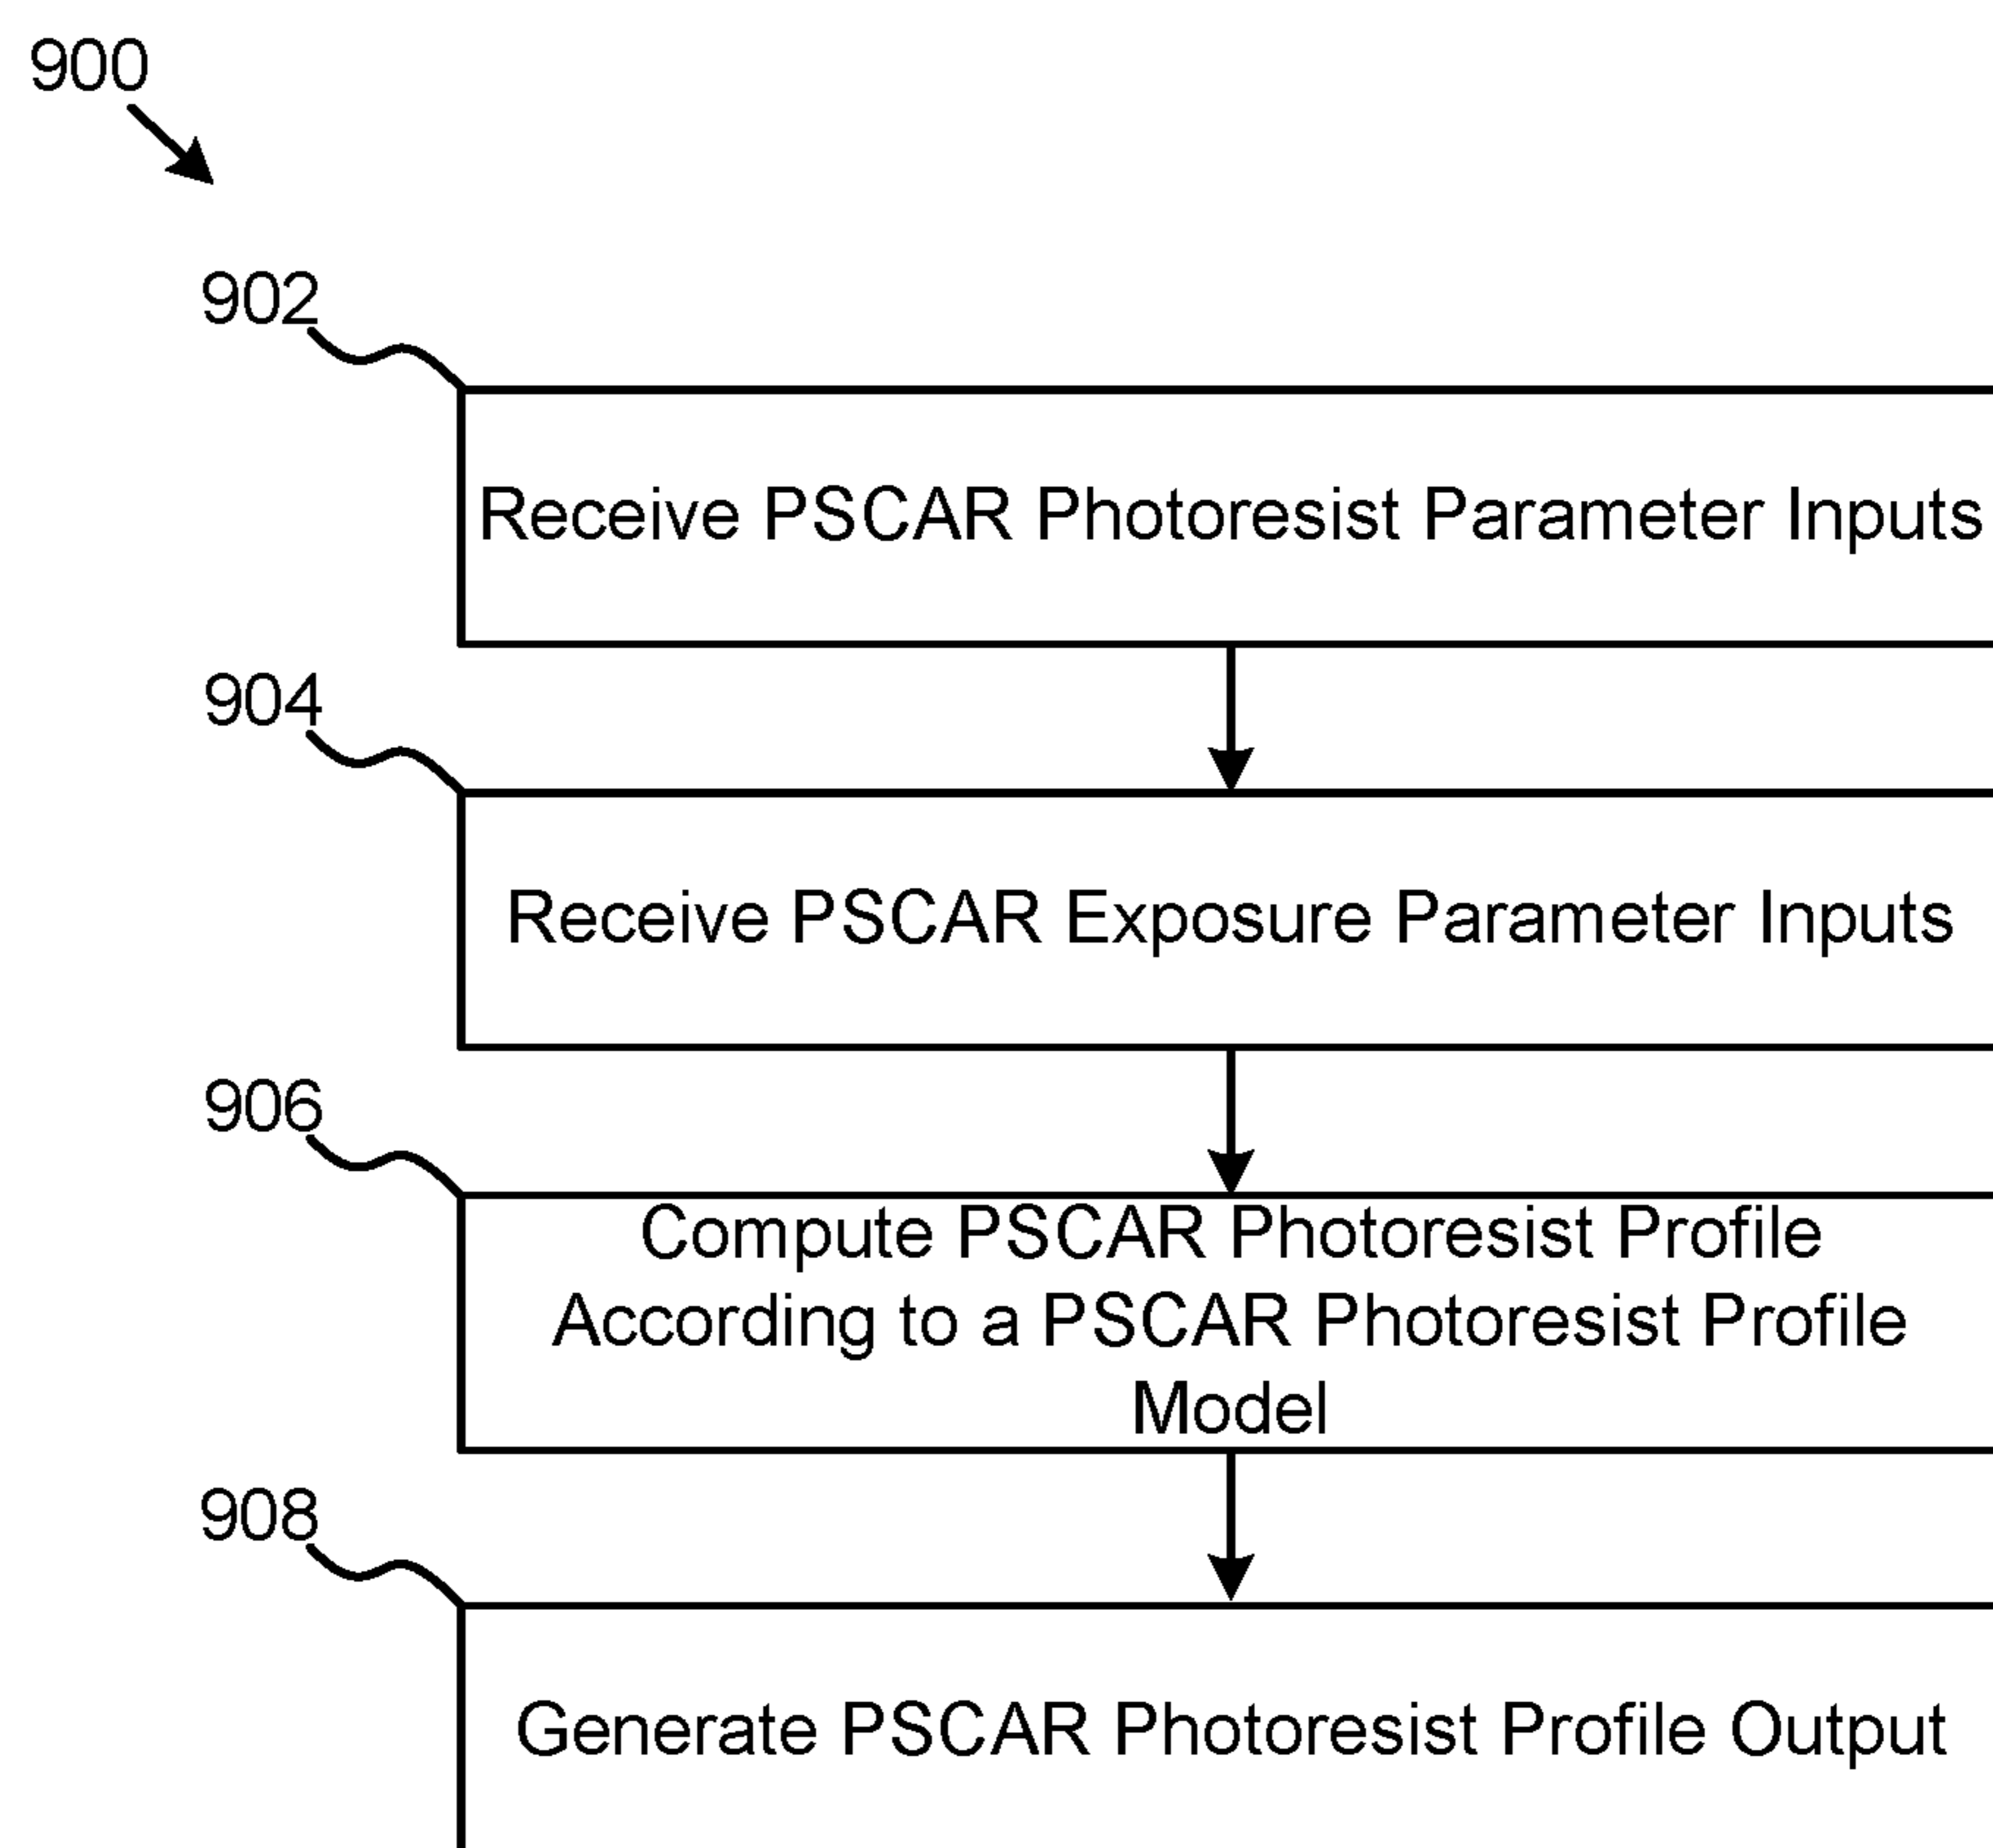 900
902
Receive PSCAR Photoresist Parameter Inputs
904
Receive PSCAR Exposure Parameter Inputs
906
Compute PSCAR Photoresist Profile
According to a PSCAR Photoresist Profile
Model
908
Generate PSCAR Photoresist Profile Output